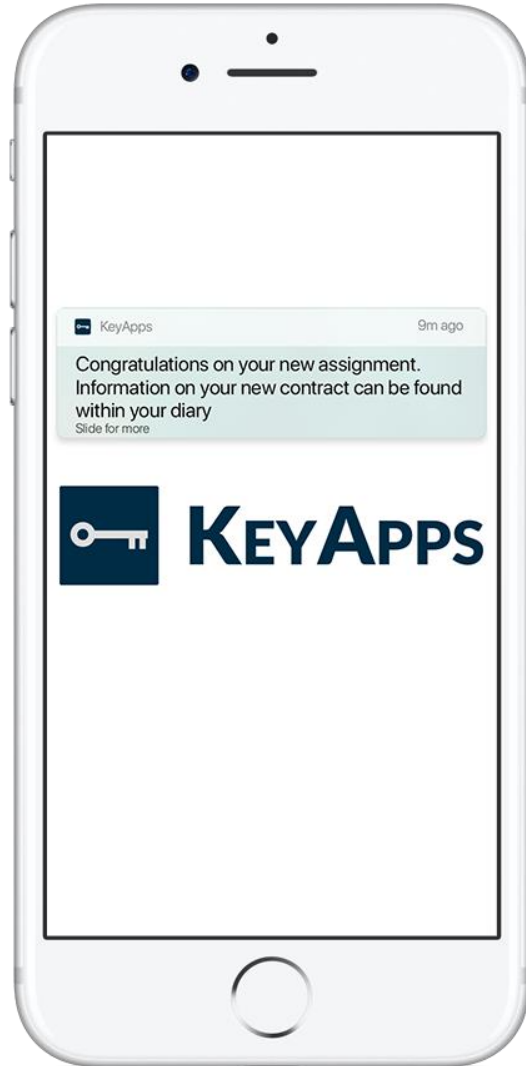 KeyApps 9m ago
Congratulations on your new assignment.
Information on your new contract can be found
within your diary
Slide for more
KEYAPPS